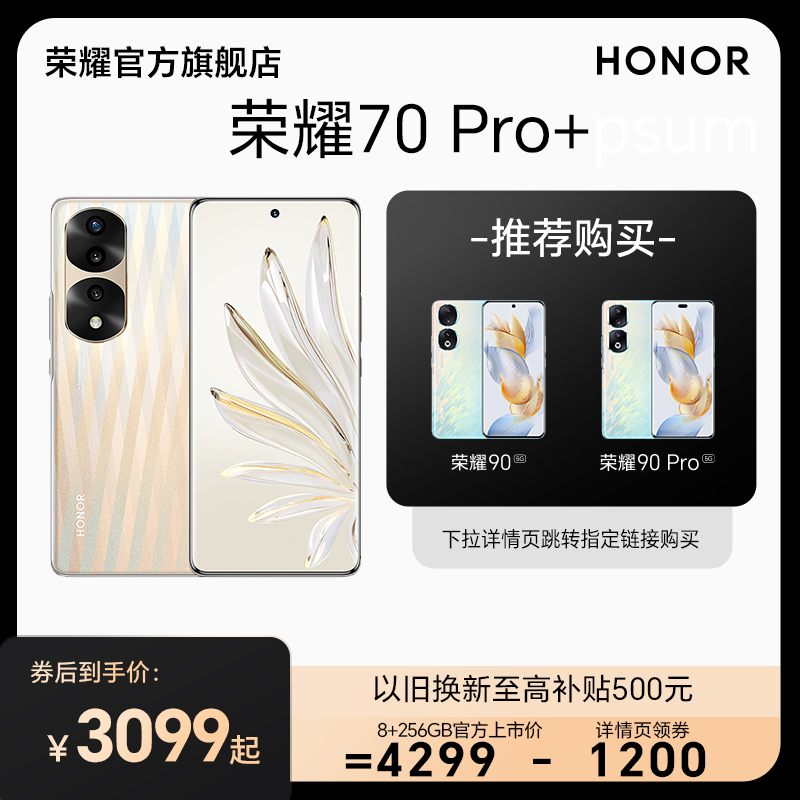 荣耀官方旗舰店
HONOR
荣耀70 Pro+
psum
-推荐购买-
荣耀90 5G
荣耀90 Pro 5G
下拉详情页跳转指定链接购买
HONOR
券后到手价:
¥3099起
以旧换新至高补贴500元
8+256GB官方上市价
详情页领券
=4299 - 1200